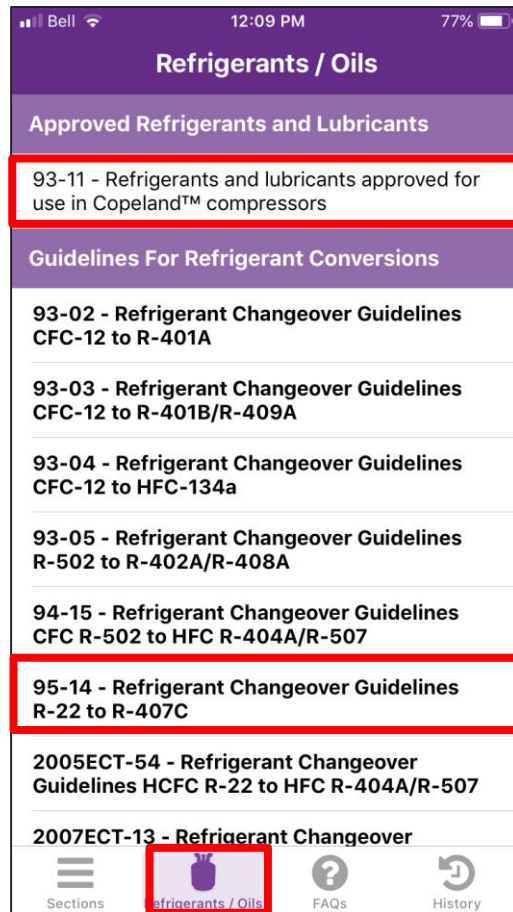 Bell 12:09 PM 77%
Refrigerants / Oils
Approved Refrigerants and Lubricants
93-11 - Refrigerants and lubricants approved for
use in Copeland™ compressors
Guidelines For Refrigerant Conversions
93-02 - Refrigerant Changeover Guidelines
CFC-12 to R-401A
93-03 - Refrigerant Changeover Guidelines
CFC-12 to R-401B/R-409A
93-04 - Refrigerant Changeover Guidelines
CFC-12 to HFC-134a
93-05 - Refrigerant Changeover Guidelines
R-502 to R-402A/R-408A
94-15 - Refrigerant Changeover Guidelines
CFC R-502 to HFC R-404A/R-507
95-14 - Refrigerant Changeover Guidelines
R-22 to R-407C
2005ECT-54 - Refrigerant Changeover
Guidelines HCFC R-22 to HFC R-404A/R-507
2007ECT-13 - Refrigerant Changeover
Sections Refrigerants / Oils FAQs History